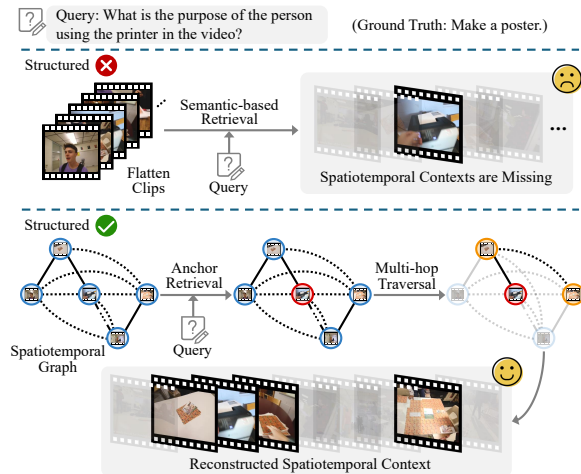 Query: What is the purpose of the person
using the printer in the video?
(Ground Truth: Make a poster.)
Structured
Semantic-based
Retrieval
Flatten
Clips
Query
...
Spatiotemporal Contexts are Missing
Structured
Anchor
Retrieval
Multi-hop
Traversal
Query
Spatiotemporal
Graph
Reconstructed Spatiotemporal Context